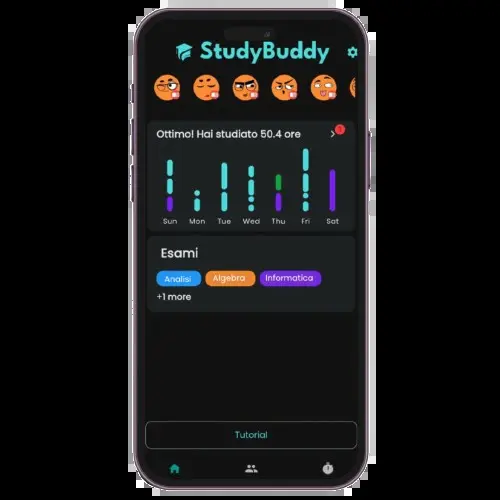 StudyBuddy
Ottimo! Hai studiato 50.4 ore
1
Sun Mon Tue Wed Thu Fri Sat
Esami
Analisi Algebra Informatica
+1 more
Tutorial